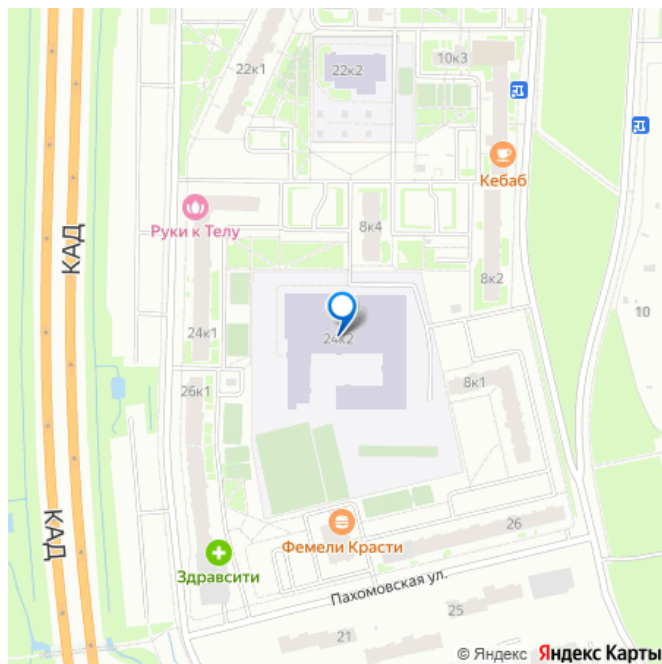 10к3
22к1
22к2
Кебаб
КАД
Руки к Телу
8к4
8к2
10
24к1
24к2
8к1
26к1
КАД
26
Фемели Красти
Здравсити
Пахомовская ул.
25
21
© Яндекс Яндекс Карты